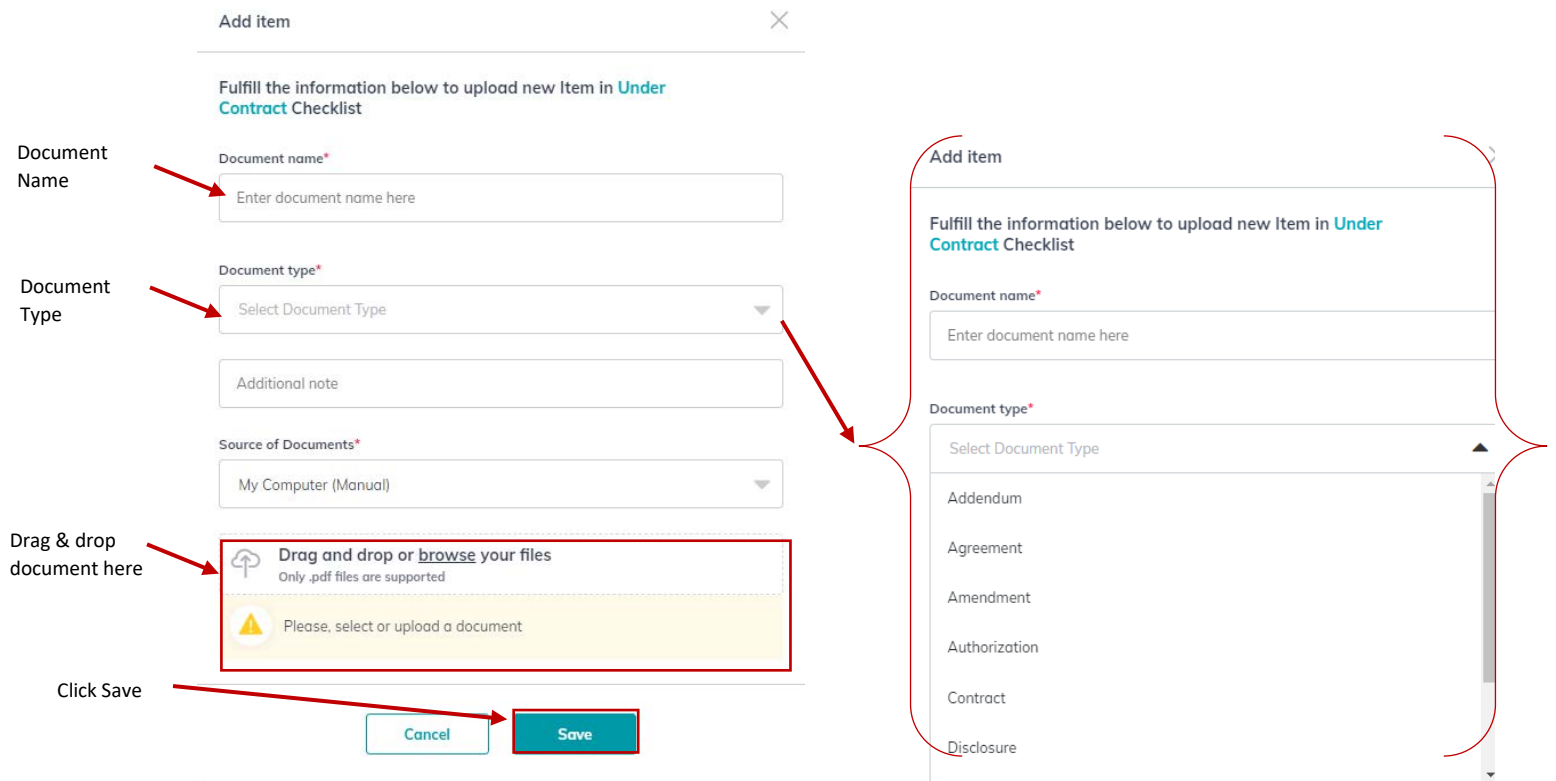 Add item
Fulfill the information below to upload new Item in Under
Contract Checklist
Document
Name
Document name*
Enter document name here
Document
Type
Document type*
Select Document Type
Additional note
Source of Documents*
My Computer (Manual)
Drag & drop
document here
Drag and drop or browse your files
Only .pdf files are supported
Please, select or upload a document
Click Save
Cancel
Save
Add item
Fulfill the information below to upload new Item in Under
Contract Checklist
Document name*
Enter document name here
Document type*
Select Document Type
Addendum
Agreement
Amendment
Authorization
Contract
Disclosure